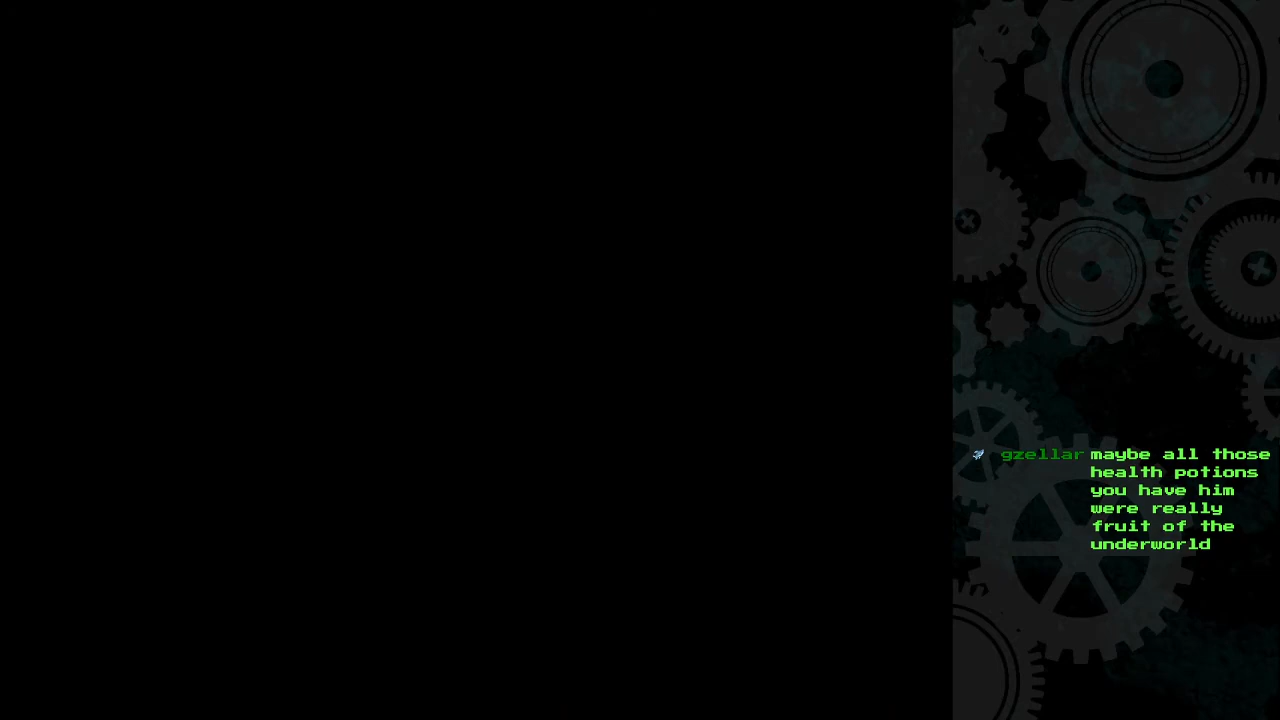 gzellar maybe all those
health potions
you have him
were really
fruit of the
underworld